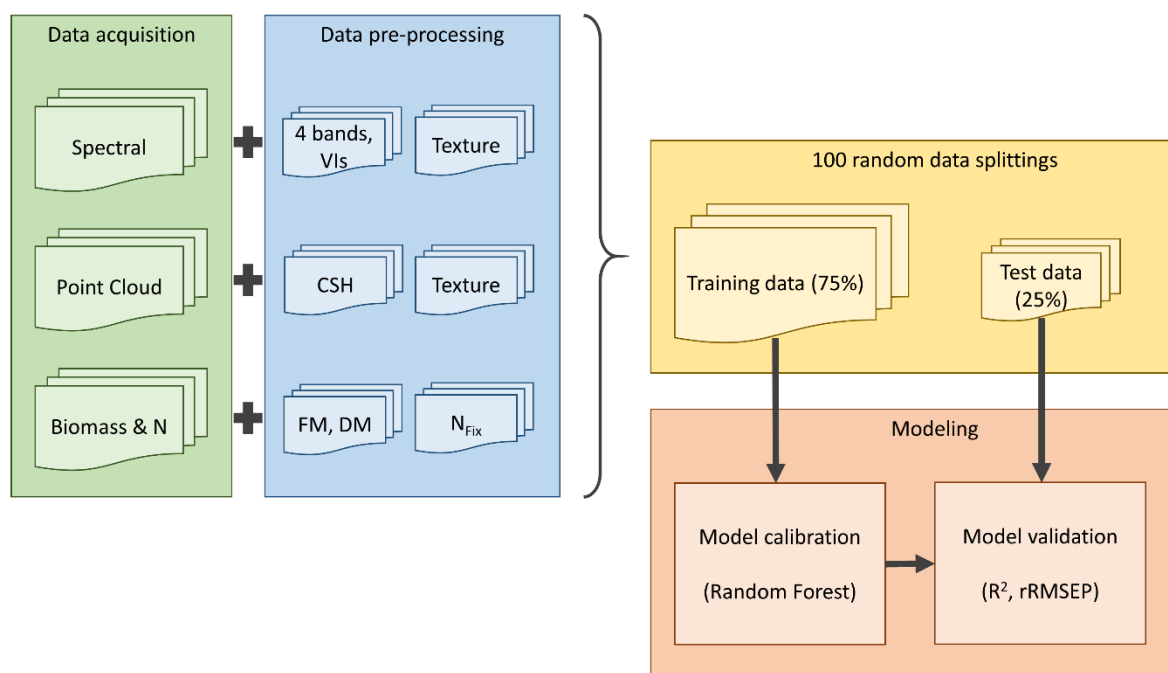 Data acquisition
Spectral
Point Cloud
Biomass & N
Data pre-processing
4 bands,
VIs
Texture
CSH
Texture
FM, DM
N_Fix
100 random data splittings
Training data (75%)
Test data
(25%)
Modeling
Model calibration
(Random Forest)
Model validation
(R², rRMSEP)